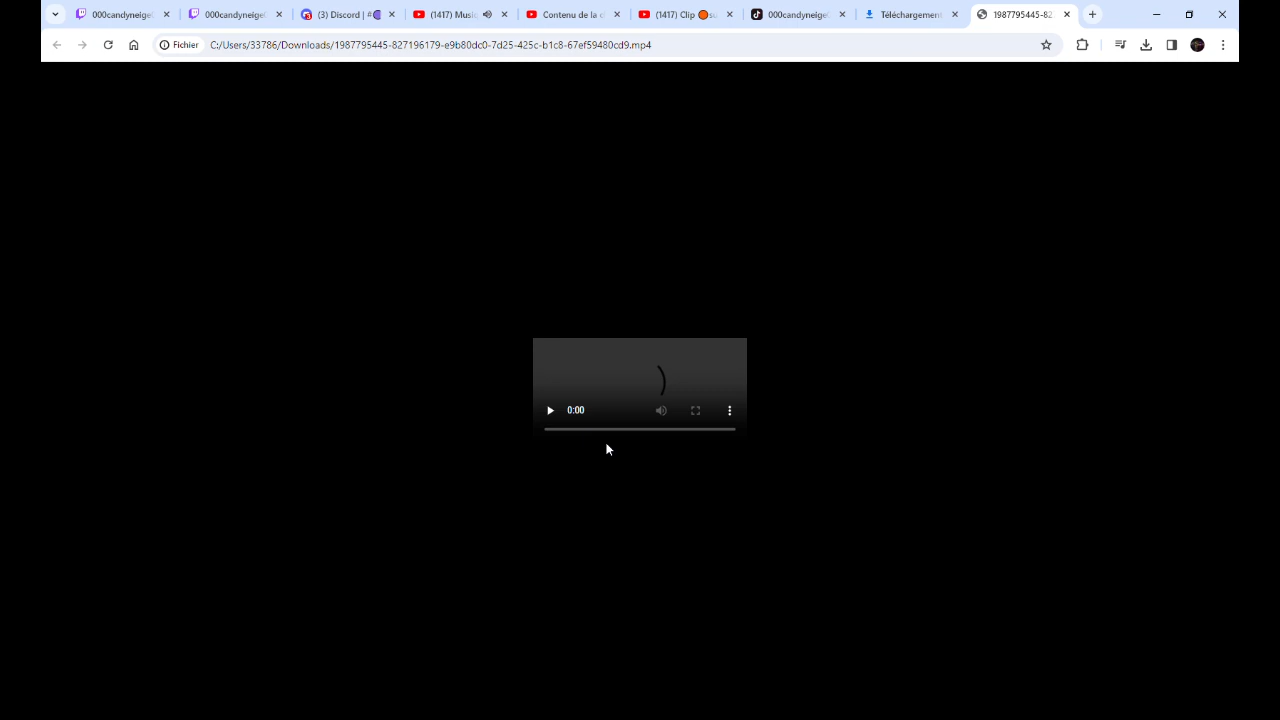 000candyneige
000candyneige
(3) Discord | #
(1417) Musi
Contenu de la c
(1417) Clip
000candyneige
Téléchargement
1987795445-82
Fichier
C:/Users/33786/Downloads/1987795445-827196179-e9b80dc0-7d25-425c-b1c8-67ef59480cd9.mp4
0:00